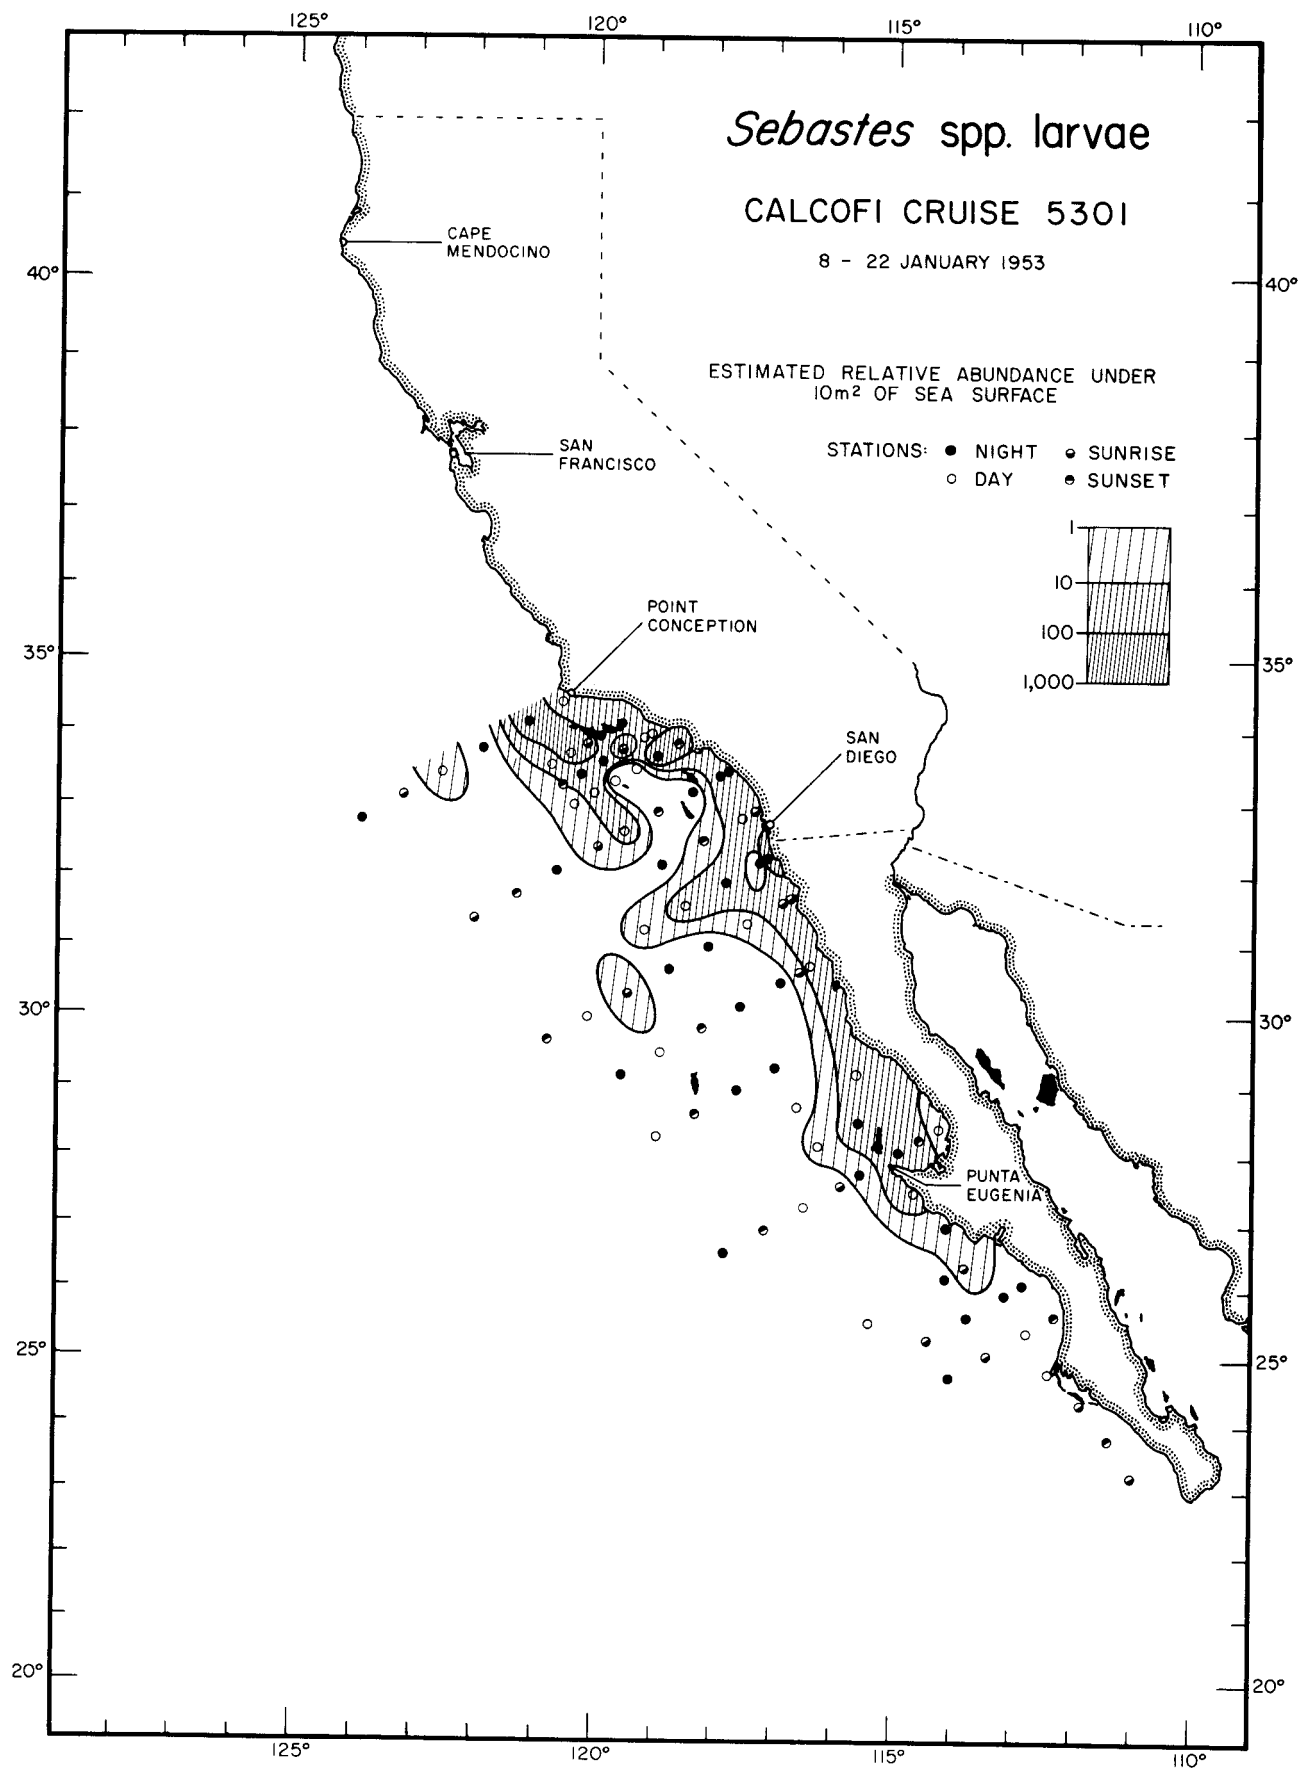 125° 120° 115° 110°
Sebastes spp. larvae
CALCOFI CRUISE 5301
8 - 22 JANUARY 1953
CAPE
MENDOCINO
40° 40°
ESTIMATED RELATIVE ABUNDANCE UNDER
10m² OF SEA SURFACE
STATIONS: NIGHT SUNRISE
DAY SUNSET
SAN
FRANCISCO
1
10
100
1,000
POINT
CONCEPTION
35° 35°
SAN
DIEGO
30° 30°
PUNTA
EUGENIA
25° 25°
20° 20°
125° 120° 115° 110°